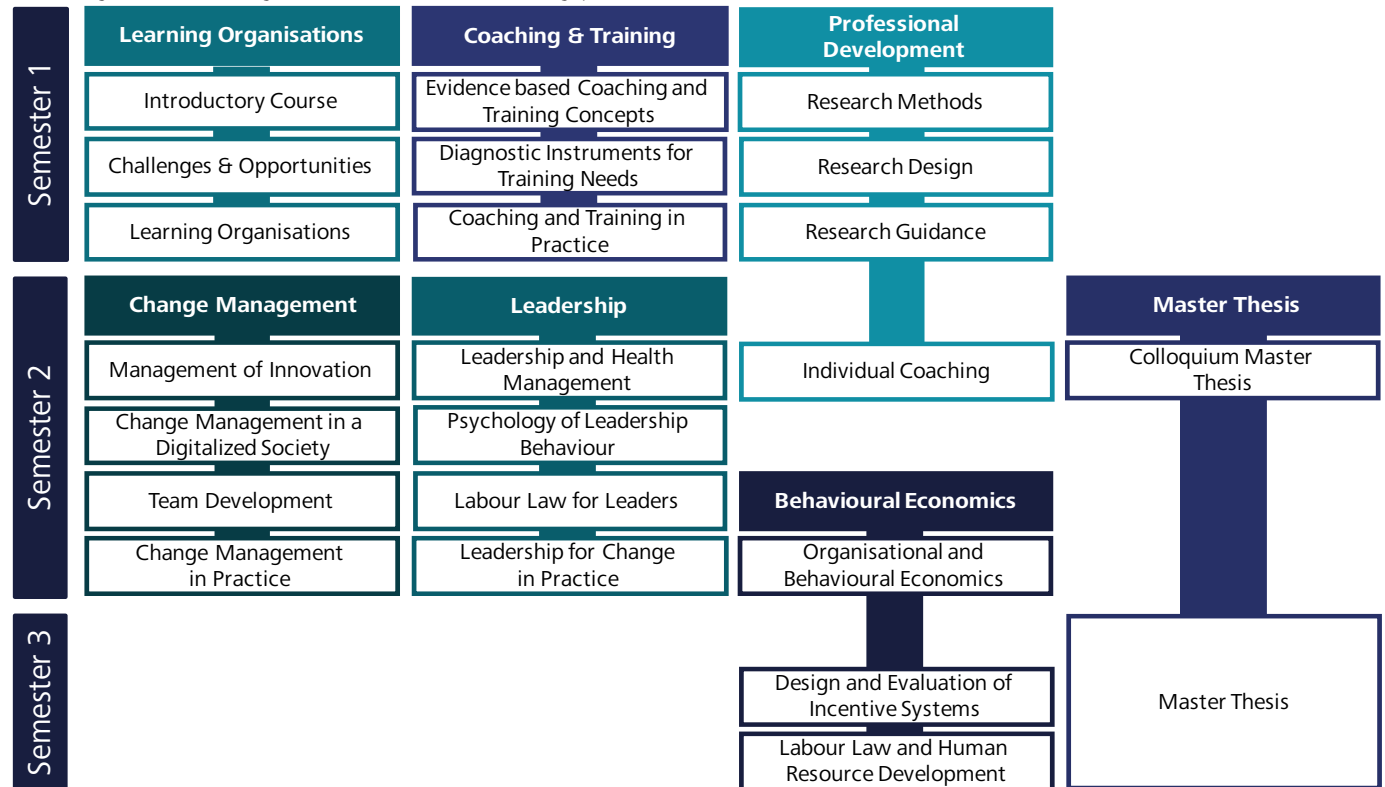 Semester 1
Learning Organisations
Introductory Course
Challenges & Opportunities
Learning Organisations
Coaching & Training
Evidence based Coaching and
Training Concepts
Diagnostic Instruments for
Training Needs
Coaching and Training in
Practice
Professional
Development
Research Methods
Research Design
Research Guidance
Semester 2
Change Management
Management of Innovation
Change Management in a
Digitalized Society
Team Development
Change Management
in Practice
Leadership
Leadership and Health
Management
Psychology of Leadership
Behaviour
Labour Law for Leaders
Leadership for Change
in Practice
Individual Coaching
Behavioural Economics
Organisational and
Behavioural Economics
Master Thesis
Colloquium Master
Thesis
Semester 3
Design and Evaluation of
Incentive Systems
Labour Law and Human
Resource Development
Master Thesis